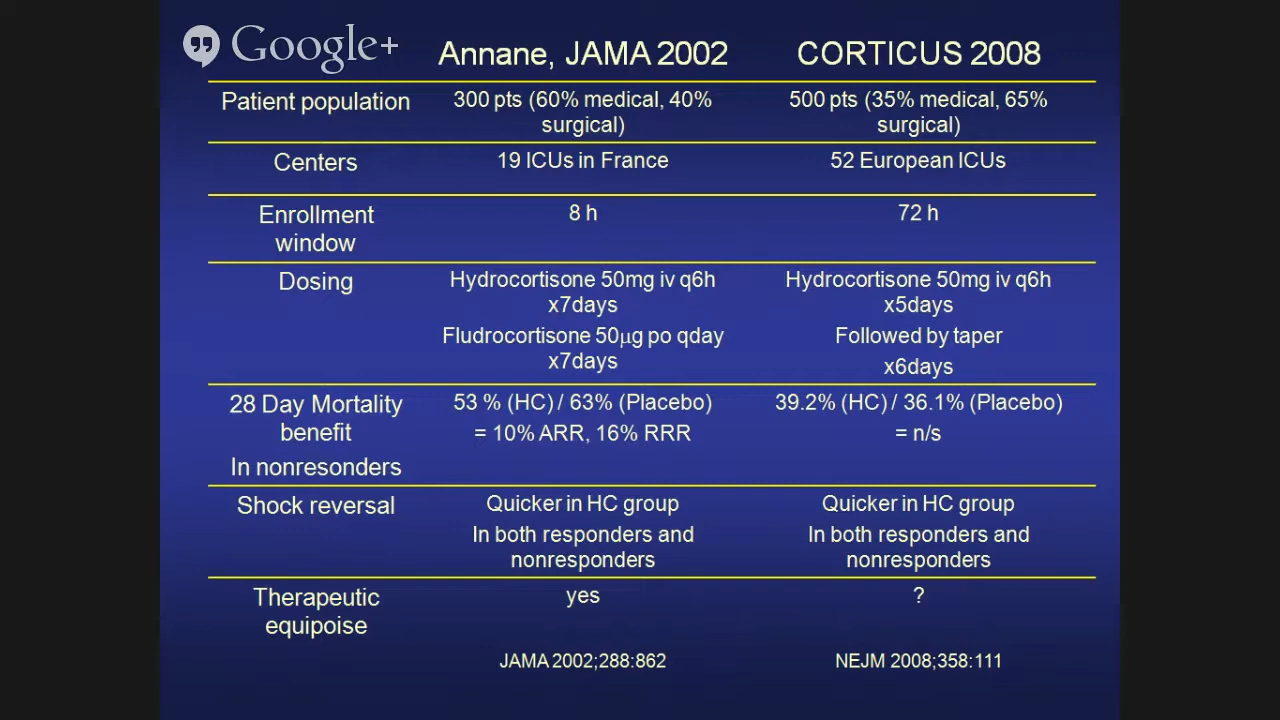 Google+
Annane, JAMA 2002
CORTICUS 2008
Patient population
300 pts (60% medical, 40%
surgical)
500 pts (35% medical, 65%
surgical)
Centers
19 ICUs in France
52 European ICUs
Enrollment
window
8 h
72 h
Dosing
Hydrocortisone 50mg iv q6h
x7days
Fludrocortisone 50μg po qday
x7days
Hydrocortisone 50mg iv q6h
x5days
Followed by taper
x6days
28 Day Mortality
benefit
In nonresonders
53 % (HC) / 63% (Placebo)
= 10% ARR, 16% RRR
39.2% (HC) / 36.1% (Placebo)
= n/s
Shock reversal
Quicker in HC group
In both responders and
nonresponders
Quicker in HC group
In both responders and
nonresponders
Therapeutic
equipoise
yes
?
JAMA 2002;288:862
NEJM 2008;358:111